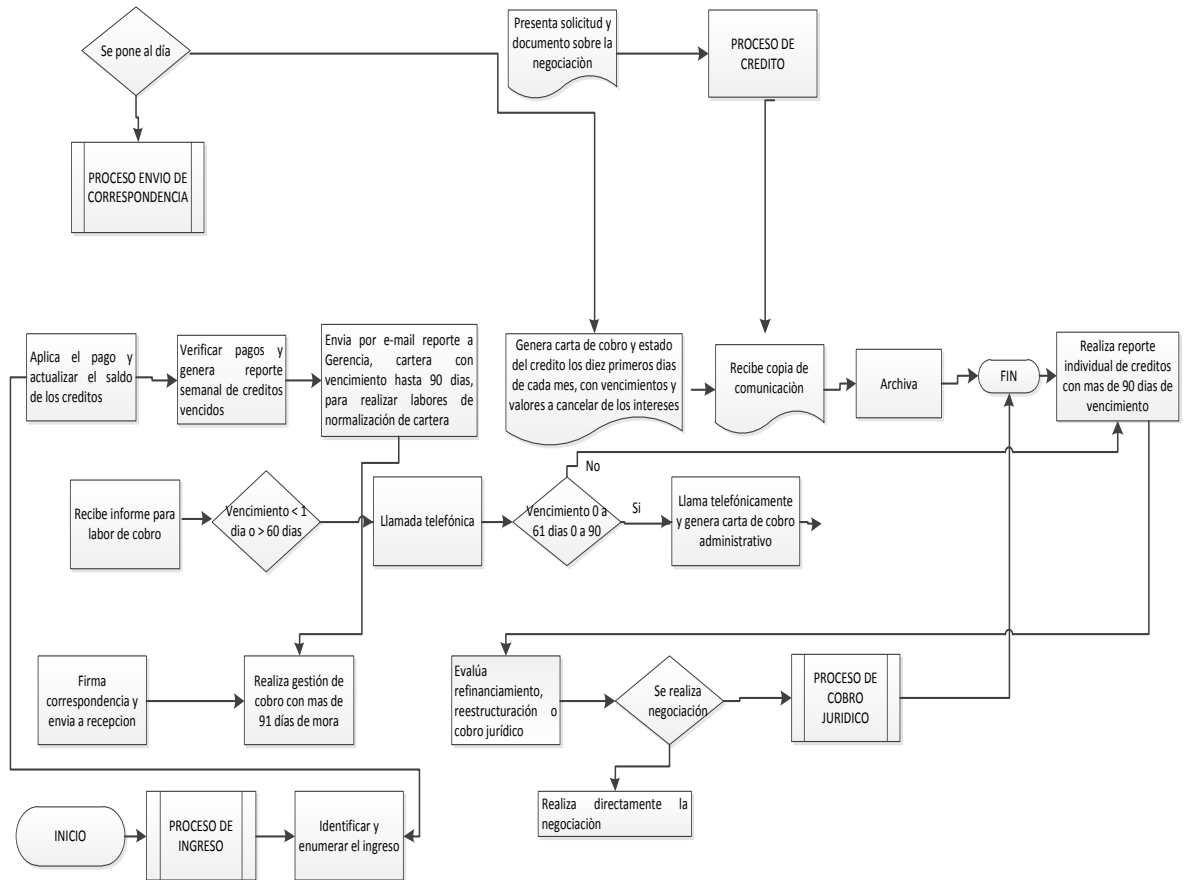 Se pone al día
Presenta solicitud y
documento sobre la
negociaciòn
PROCESO DE
CREDITO
PROCESO ENVIO DE
CORRESPONDENCIA
Aplica el pago y
actualizar el saldo
de los creditos
Verificar pagos y
genera reporte
semanal de creditos
vencidos
Envia por e-mail reporte a
Gerencia, cartera con
vencimiento hasta 90 dias,
para realizar labores de
normalización de cartera
Genera carta de cobro y estado
del credito los diez primeros dias
de cada mes, con vencimientos y
valores a cancelar de los intereses
Recibe copia de
comunicaciòn
Archiva
FIN
Realiza reporte
individual de creditos
con mas de 90 dias de
vencimiento
Recibe informe para
labor de cobro
Vencimiento < 1
dia o > 60 dias
Llamada telefónica
Vencimiento 0 a
61 dias 0 a 90
No
Si
Llama telefónicamente
y genera carta de cobro
administrativo
Firma
correspondencia y
envia a recepcion
Realiza gestión de
cobro con mas de
91 días de mora
Evalúa
refinanciamiento,
reestructuración o
cobro jurídico
Se realiza
negociación
PROCESO DE
COBRO
JURIDICO
Realiza directamente la
negociaciòn
INICIO
PROCESO DE
INGRESO
Identificar y
enumerar el ingreso